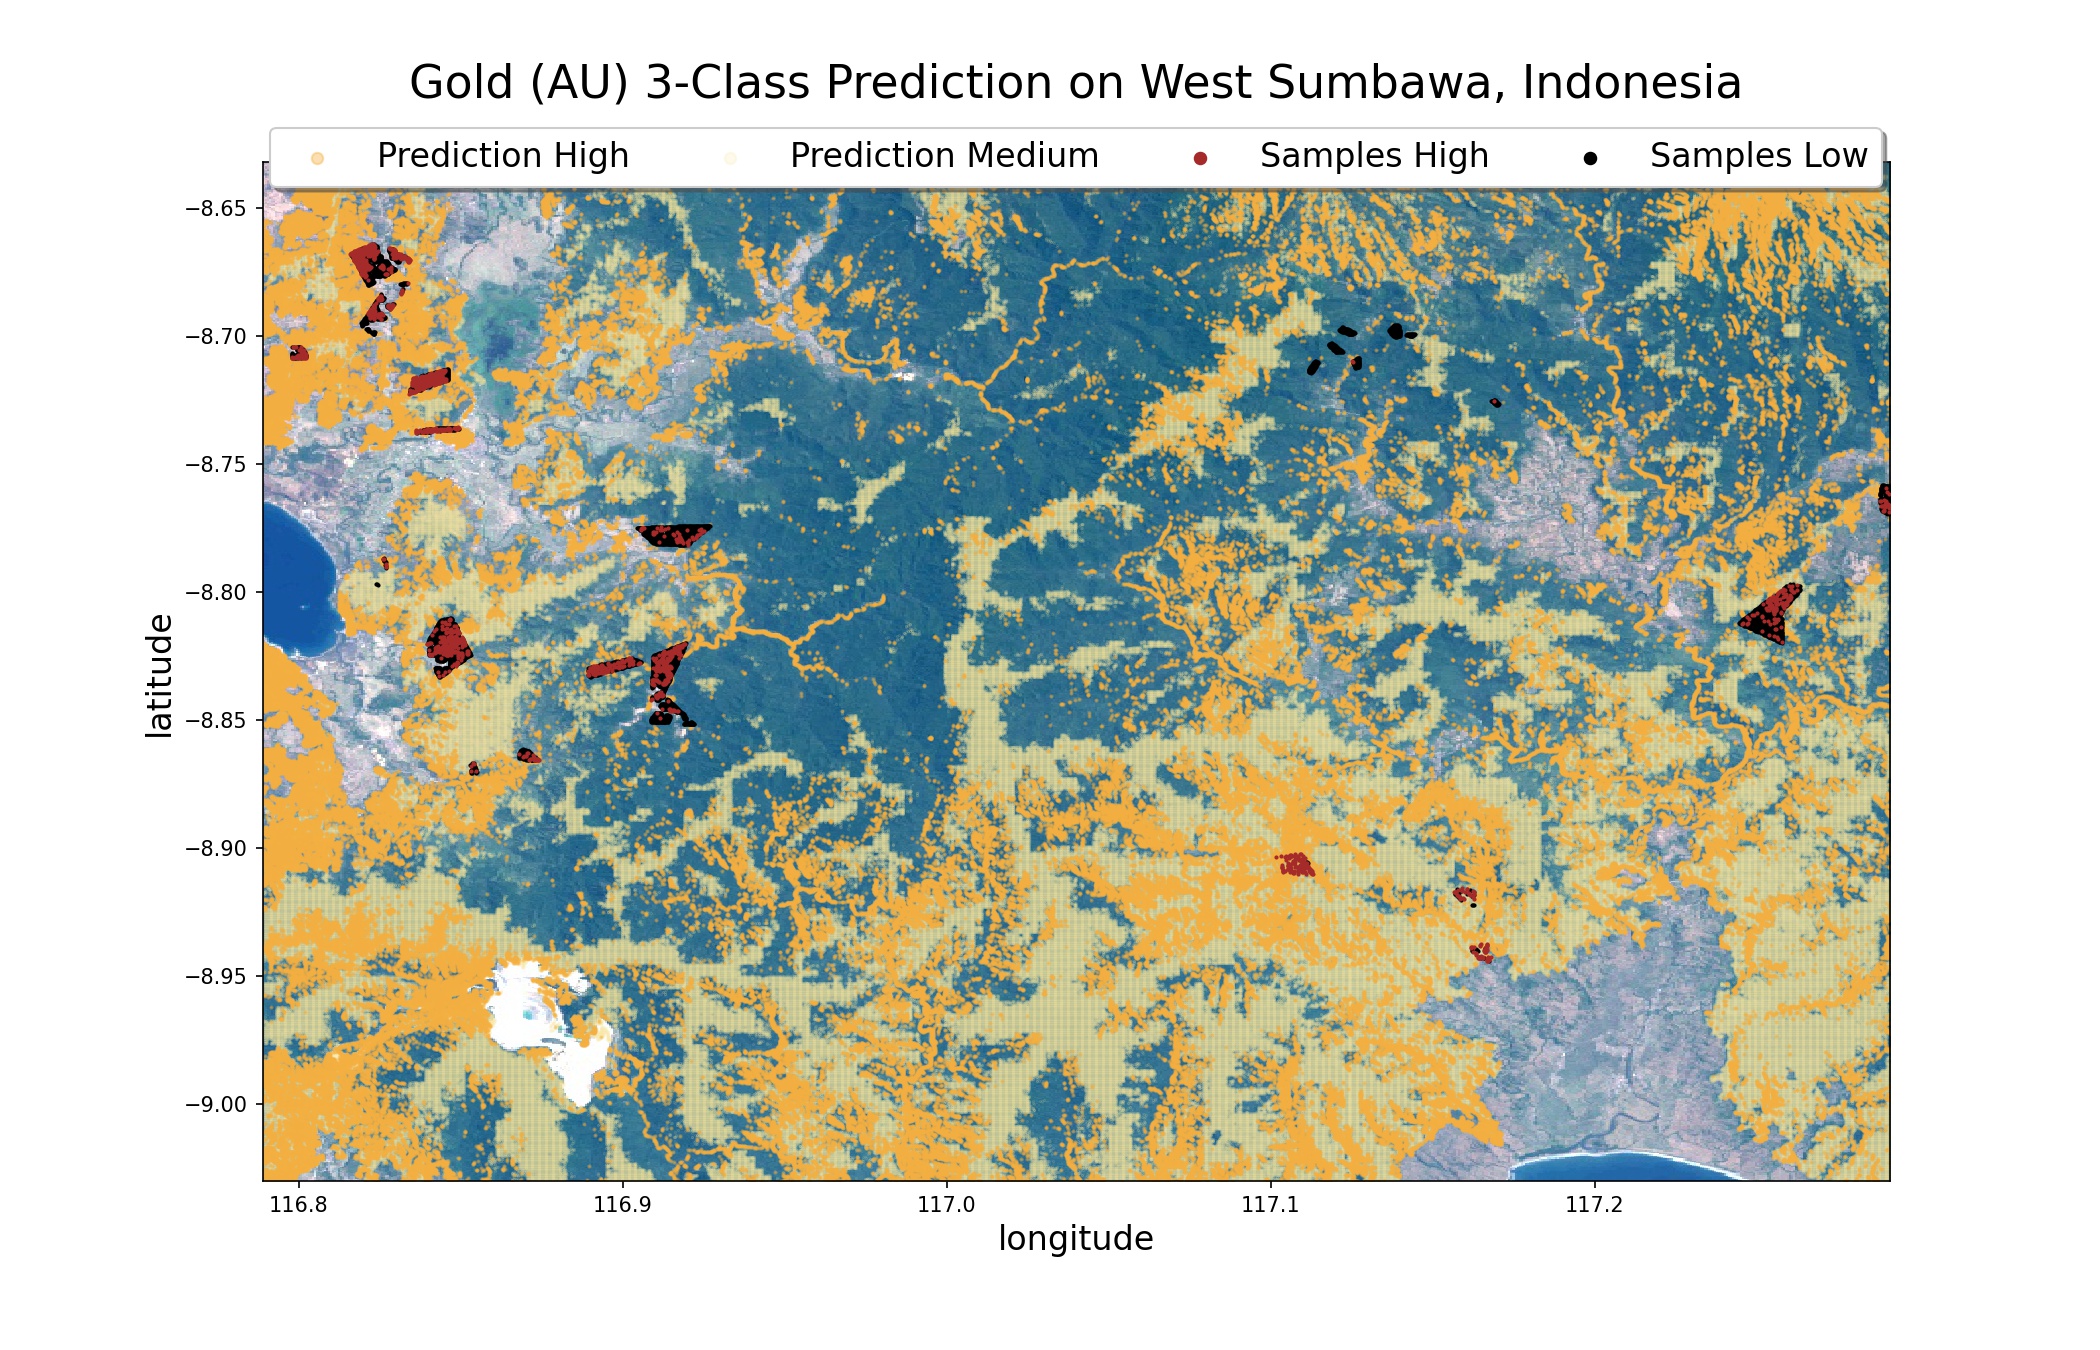 Gold (AU) 3-Class Prediction on West Sumbawa, Indonesia
Prediction High Prediction Medium Samples High Samples Low
−8.65
−8.70
−8.75
−8.80
−8.85
−8.90
−8.95
−9.00
latitude
116.8 116.9 117.0 117.1 117.2
longitude